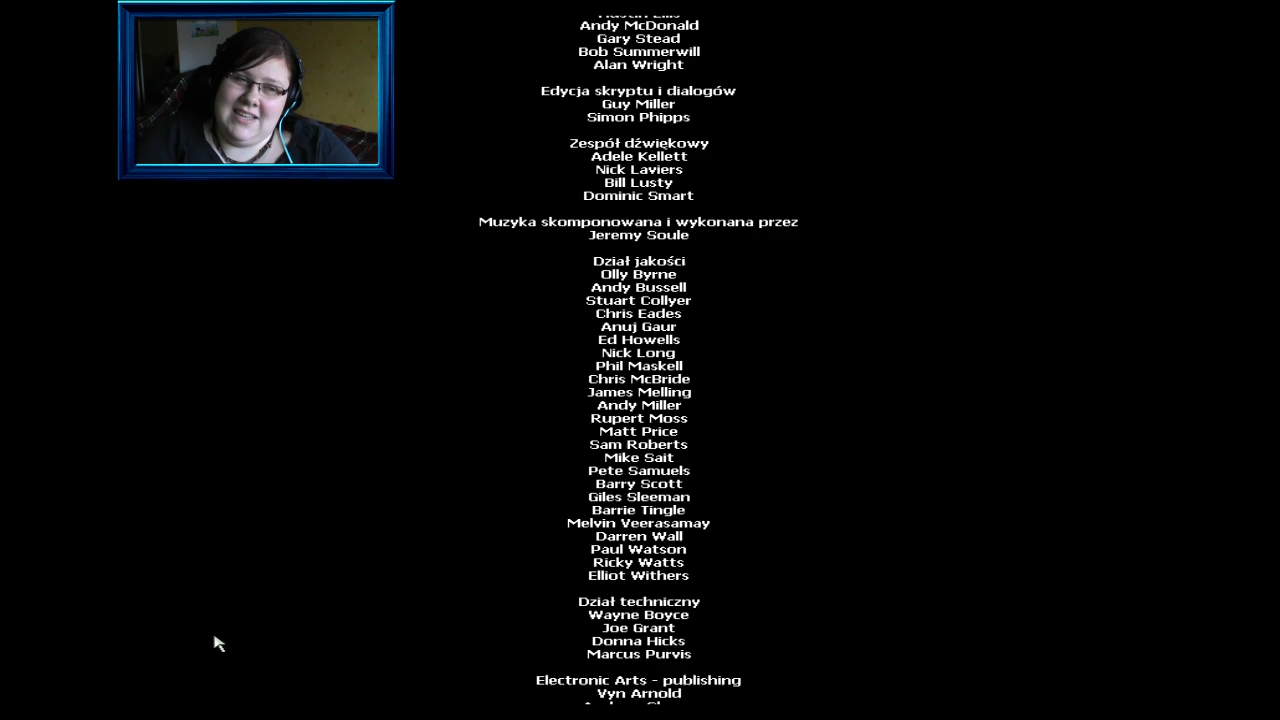 Andy McDonald
Gary Stead
Bob Summerwill
Alan Wright
Edycja skryptu i dialogów
Guy Miller
Simon Phipps
Zespół dźwiękowy
Adele Kellett
Nick Laviers
Bill Lusty
Dominic Smart
Muzyka skomponowana i wykonana przez
Jeremy Soule
Dział jakości
Olly Byrne
Andy Bussell
Stuart Collyer
Chris Eades
Anuj Gaur
Ed Howells
Nick Long
Phil Maskell
Chris McBride
James Melling
Andy Miller
Rupert Moss
Matt Price
Sam Roberts
Mike Sait
Pete Samuels
Barry Scott
Giles Sleeman
Barrie Tingle
Melvin Veerasamay
Darren Wall
Paul Watson
Ricky Watts
Elliot Withers
Dział techniczny
Wayne Boyce
Joe Grant
Donna Hicks
Marcus Purvis
Electronic Arts - publishing
Vyn Arnold